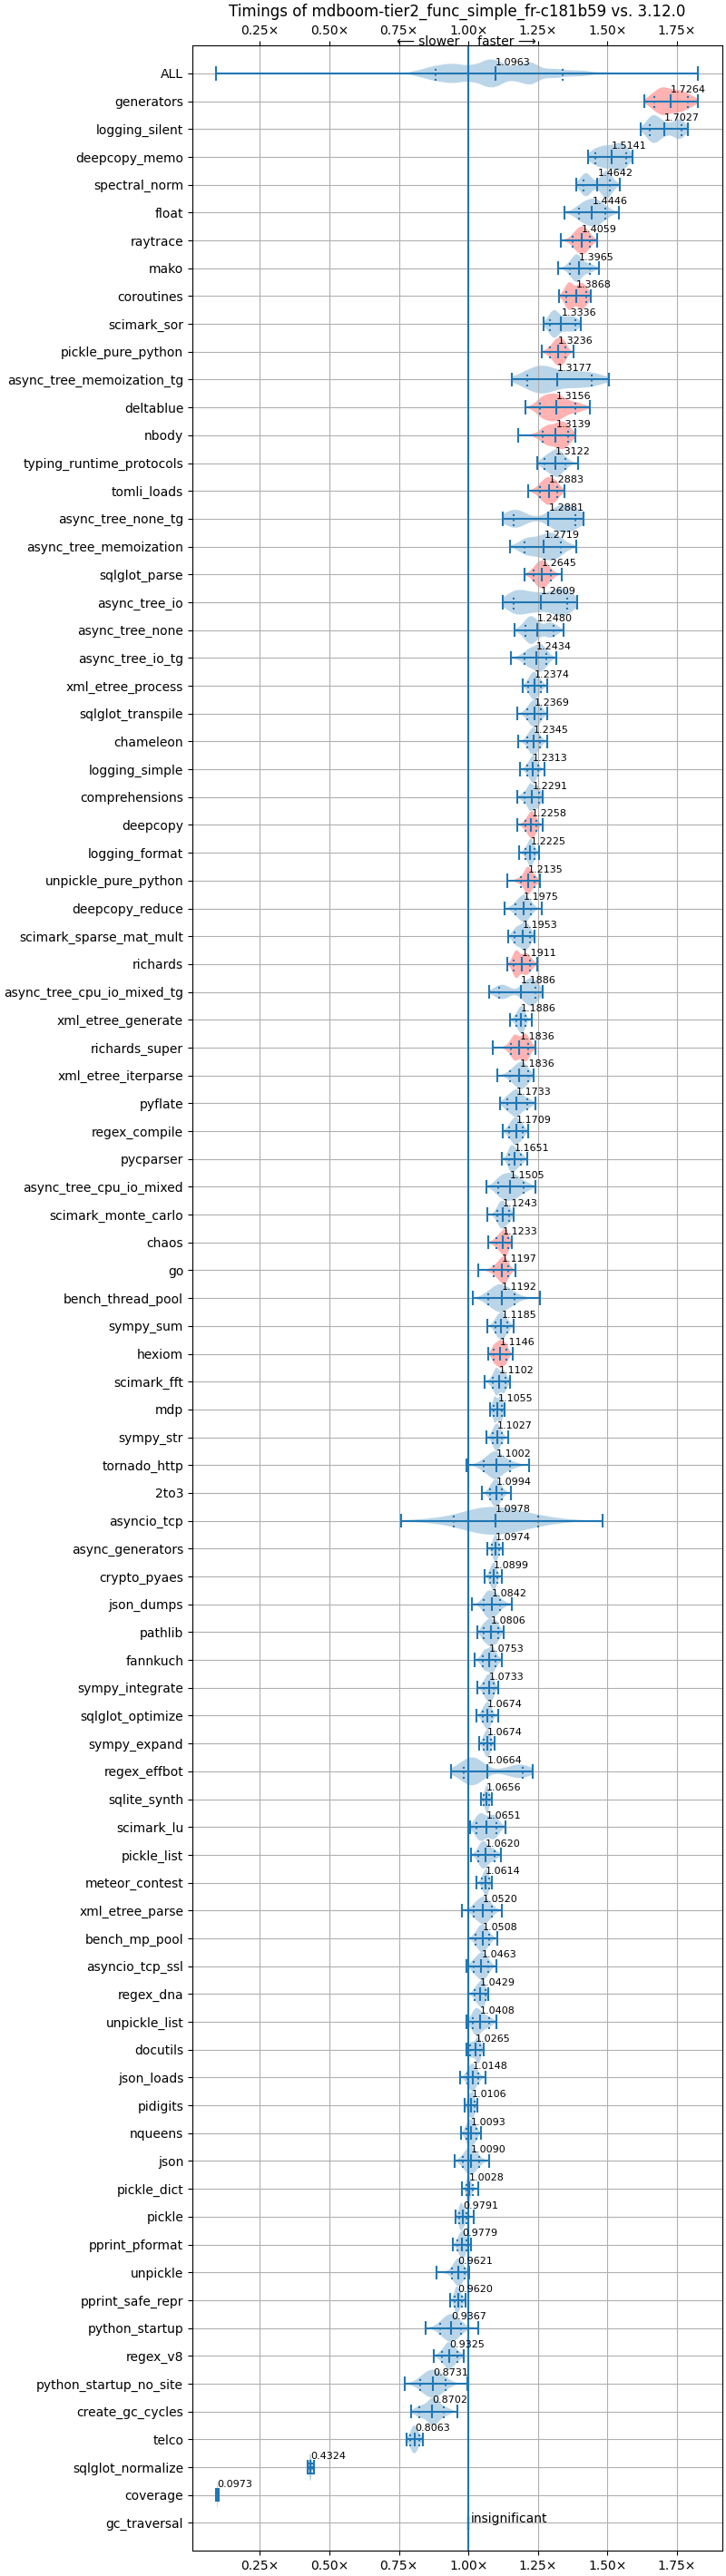 Timings of mdboom-tier2_func_simple_fr-c181b59 vs. 3.12.0
0.25× 0.50× 0.75× 1.00× 1.25× 1.50× 1.75×
⟵ slower faster ⟶
ALL 1.0963
generators 1.7264
logging_silent 1.7027
deepcopy_memo 1.5141
spectral_norm 1.4642
float 1.4446
raytrace 1.4059
mako 1.3965
coroutines 1.3868
scimark_sor 1.3336
pickle_pure_python 1.3236
async_tree_memoization_tg 1.3177
deltablue 1.3156
nbody 1.3139
typing_runtime_protocols 1.3122
tomli_loads 1.2883
async_tree_none_tg 1.2881
async_tree_memoization 1.2719
sqlglot_parse 1.2645
async_tree_io 1.2609
async_tree_none 1.2480
async_tree_io_tg 1.2434
xml_etree_process 1.2374
sqlglot_transpile 1.2369
chameleon 1.2345
logging_simple 1.2313
comprehensions 1.2291
deepcopy 1.2258
logging_format 1.2225
unpickle_pure_python 1.2135
deepcopy_reduce 1.1975
scimark_sparse_mat_mult 1.1953
richards 1.1911
async_tree_cpu_io_mixed_tg 1.1886
xml_etree_generate 1.1886
richards_super 1.1836
xml_etree_iterparse 1.1836
pyflate 1.1733
regex_compile 1.1709
pycparser 1.1651
async_tree_cpu_io_mixed 1.1505
scimark_monte_carlo 1.1243
chaos 1.1233
go 1.1197
bench_thread_pool 1.1192
sympy_sum 1.1185
hexiom 1.1146
scimark_fft 1.1102
mdp 1.1055
sympy_str 1.1027
tornado_http 1.1002
2to3 1.0994
asyncio_tcp 1.0978
async_generators 1.0974
crypto_pyaes 1.0899
json_dumps 1.0842
pathlib 1.0806
fannkuch 1.0753
sympy_integrate 1.0733
sqlglot_optimize 1.0674
sympy_expand 1.0674
regex_effbot 1.0664
sqlite_synth 1.0656
scimark_lu 1.0651
pickle_list 1.0620
meteor_contest 1.0614
xml_etree_parse 1.0520
bench_mp_pool 1.0508
asyncio_tcp_ssl 1.0463
regex_dna 1.0429
unpickle_list 1.0408
docutils 1.0265
json_loads 1.0148
pidigits 1.0106
nqueens 1.0093
json 1.0090
pickle_dict 1.0028
pickle 0.9791
pprint_pformat 0.9779
unpickle 0.9621
pprint_safe_repr 0.9620
python_startup 0.9367
regex_v8 0.9325
python_startup_no_site 0.8731
create_gc_cycles 0.8702
telco 0.8063
sqlglot_normalize 0.4324
coverage 0.0973
gc_traversal insignificant
0.25× 0.50× 0.75× 1.00× 1.25× 1.50× 1.75×